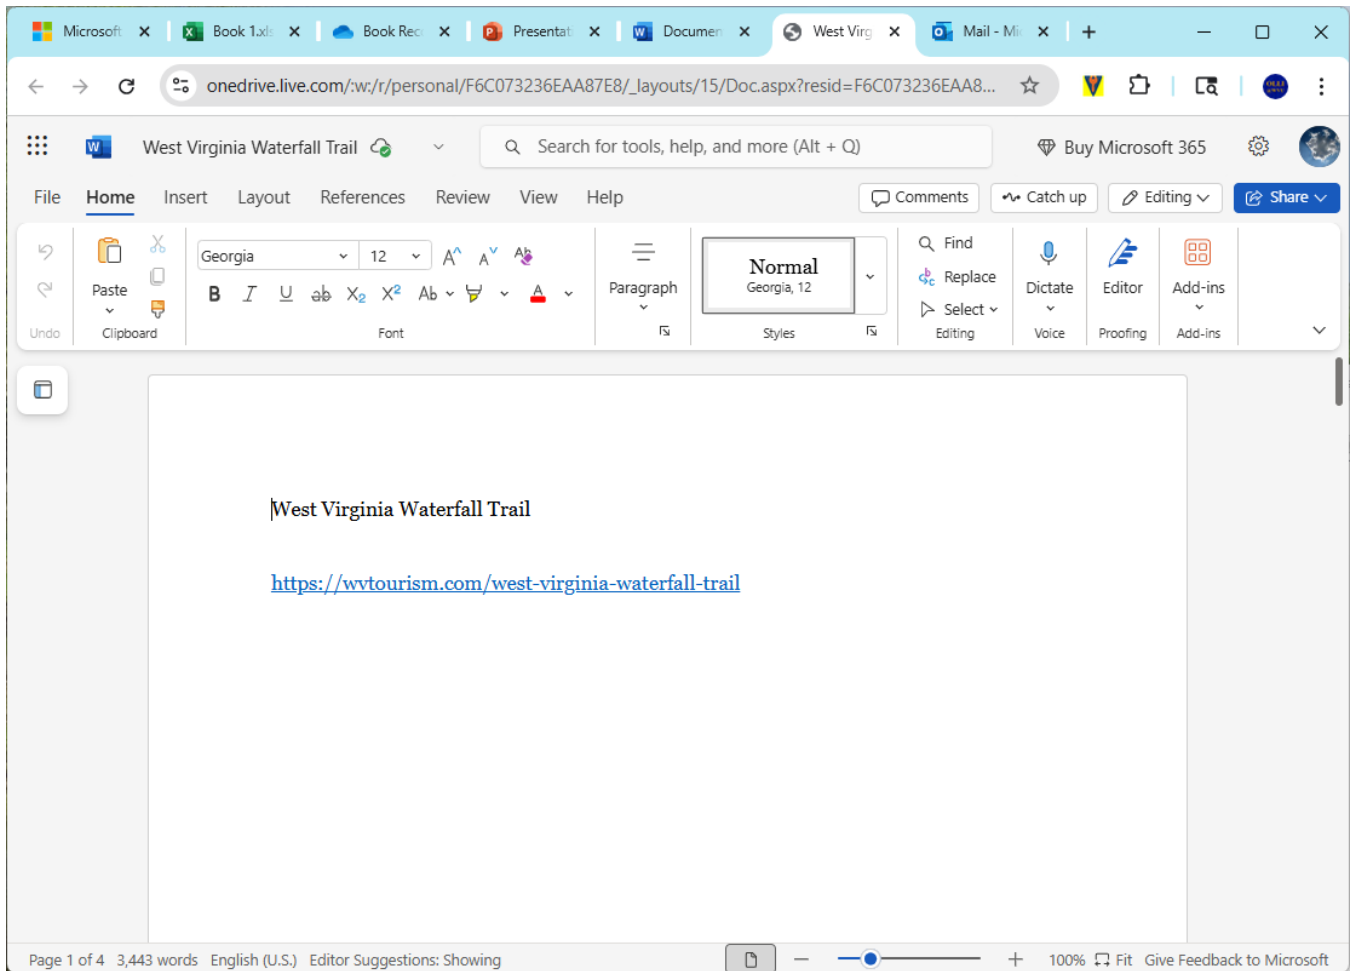 Microsoft
Book 1.xls
Book Rec
Presentat
Documen
West Virg
Mail - Mi
onedrive.live.com/:w:/r/personal/F6C073236EAA87E8/_layouts/15/Doc.aspx?resid=F6C073236EAA8...
West Virginia Waterfall Trail
Search for tools, help, and more (Alt + Q)
Buy Microsoft 365
File Home Insert Layout References Review View Help
Comments Catch up Editing Share
Undo
Paste
Clipboard
Georgia 12
Font
Paragraph
Normal
Georgia, 12
Styles
Find
Replace
Select
Editing
Dictate
Voice
Editor
Proofing
Add-ins
Add-ins
West Virginia Waterfall Trail
https://wvtourism.com/west-virginia-waterfall-trail
Page 1 of 4 3,443 words English (U.S.) Editor Suggestions: Showing
100% Fit Give Feedback to Microsoft